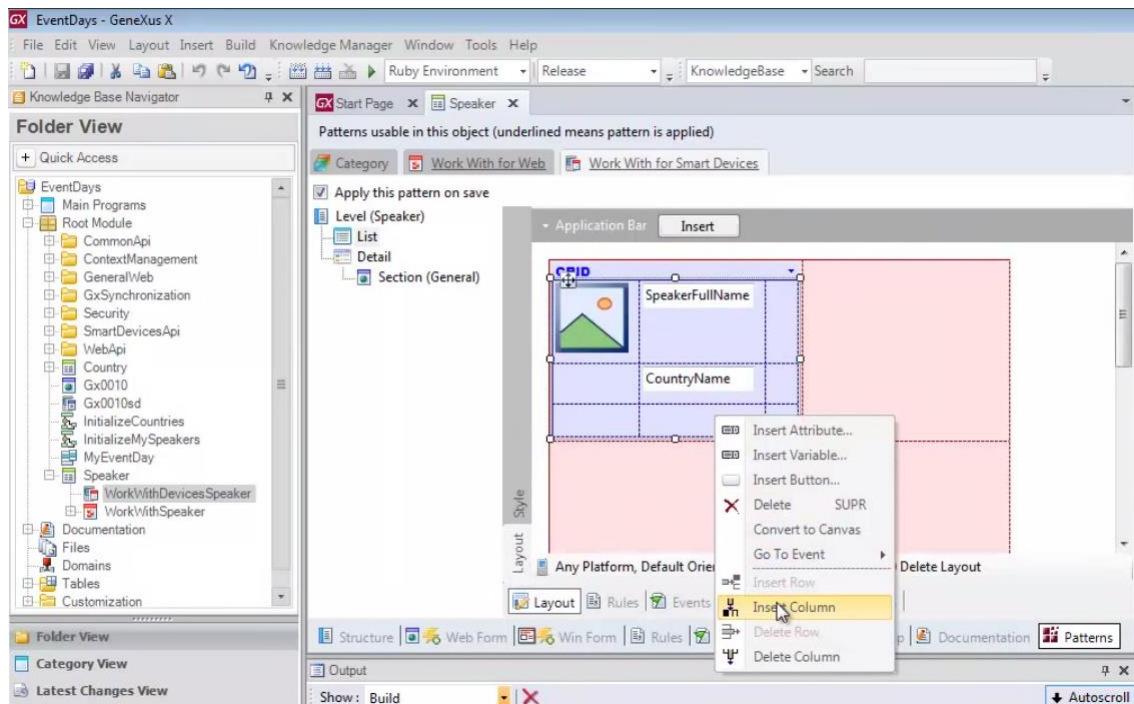 GX EventDays - GeneXus X
File Edit View Layout Insert Build Knowledge Manager Window Tools Help
Ruby Environment Release KnowledgeBase Search
Knowledge Base Navigator
GX Start Page Speaker
Folder View
Patterns usable in this object (underlined means pattern is applied)
+ Quick Access
Category Work With for Web Work With for Smart Devices
EventDays
Apply this pattern on save
Main Programs
Root Module
Level (Speaker)
Application Bar Insert
CommonApi
List
ContextManagement
Detail
GeneralWeb
Section (General)
GRID
GxSynchronization
SpeakerFullName
Security
SmartDevicesApi
WebApi
Country
CountryName
Gx0010
Gx0010sd
InitializeCountries
Insert Attribute...
InitializeMySpeakers
Insert Variable...
MyEventDay
Speaker
Insert Button...
WorkWithDevicesSpeaker
Delete SUPR
WorkWithSpeaker
Style
Documentation
Convert to Canvas
Files
Go To Event
Domains
Layout
Any Platform, Default Orie
Delete Layout
Tables
Insert Row
Customization
Layout Rules Events
Insert Column
Folder View
Structure Web Form Win Form Rules
Delete Row
p Documentation Patterns
Category View
Delete Column
Output
Latest Changes View
Show: Build
Autoscroll